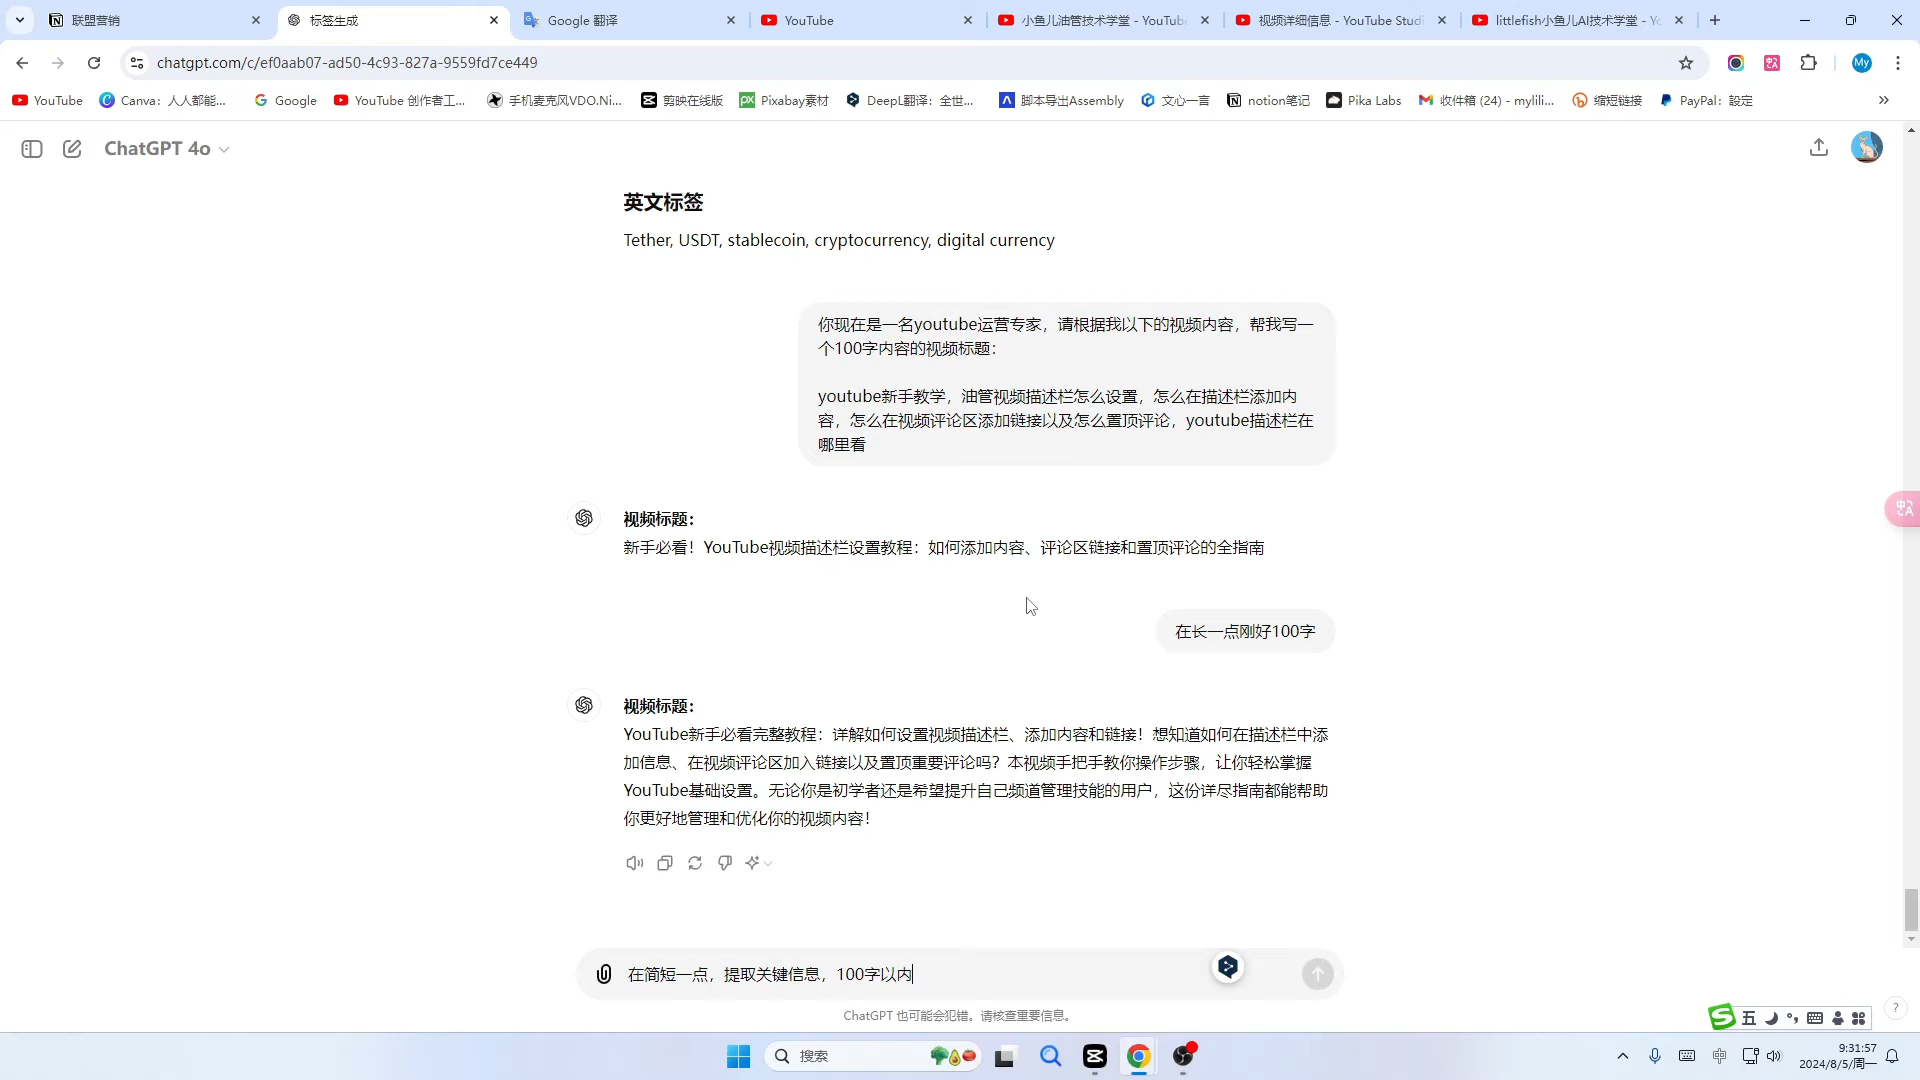 联盟营销
标签生成
Google 翻译
YouTube
小鱼儿油管技术学堂 - YouTube
视频详细信息 - YouTube Studi
littlefish小鱼儿AI技术学堂 - Yo
chatgpt.com/c/ef0aab07-ad50-4c93-827a-9559fd7ce449
My
YouTube
Canva：人人都能...
Google
YouTube 创作者工...
手机麦克风VDO.Ni...
剪映在线版
Pixabay素材
DeepL翻译：全世...
脚本导出Assembly
文心一言
notion笔记
Pika Labs
收件箱 (24) - mylili...
缩短链接
PayPal：設定
ChatGPT 4o
英文标签
Tether, USDT, stablecoin, cryptocurrency, digital currency
你现在是一名youtube运营专家，请根据我以下的视频内容，帮我写一
个100字内容的视频标题：
youtube新手教学，油管视频描述栏怎么设置，怎么在描述栏添加内
容，怎么在视频评论区添加链接以及怎么置顶评论，youtube描述栏在
哪里看
视频标题：
新手必看！YouTube视频描述栏设置教程：如何添加内容、评论区链接和置顶评论的全指南
在长一点刚好100字
视频标题：
YouTube新手必看完整教程：详解如何设置视频描述栏、添加内容和链接！想知道如何在描述栏中添
加信息、在视频评论区加入链接以及置顶重要评论吗？本视频手把手教你操作步骤，让你轻松掌握
YouTube基础设置。无论你是初学者还是希望提升自己频道管理技能的用户，这份详尽指南都能帮助
你更好地管理和优化你的视频内容！
在简短一点，提取关键信息，100字以内
ChatGPT 也可能会犯错。请核查重要信息。
?
五
搜索
中
9:31:57
2024/8/5/周一